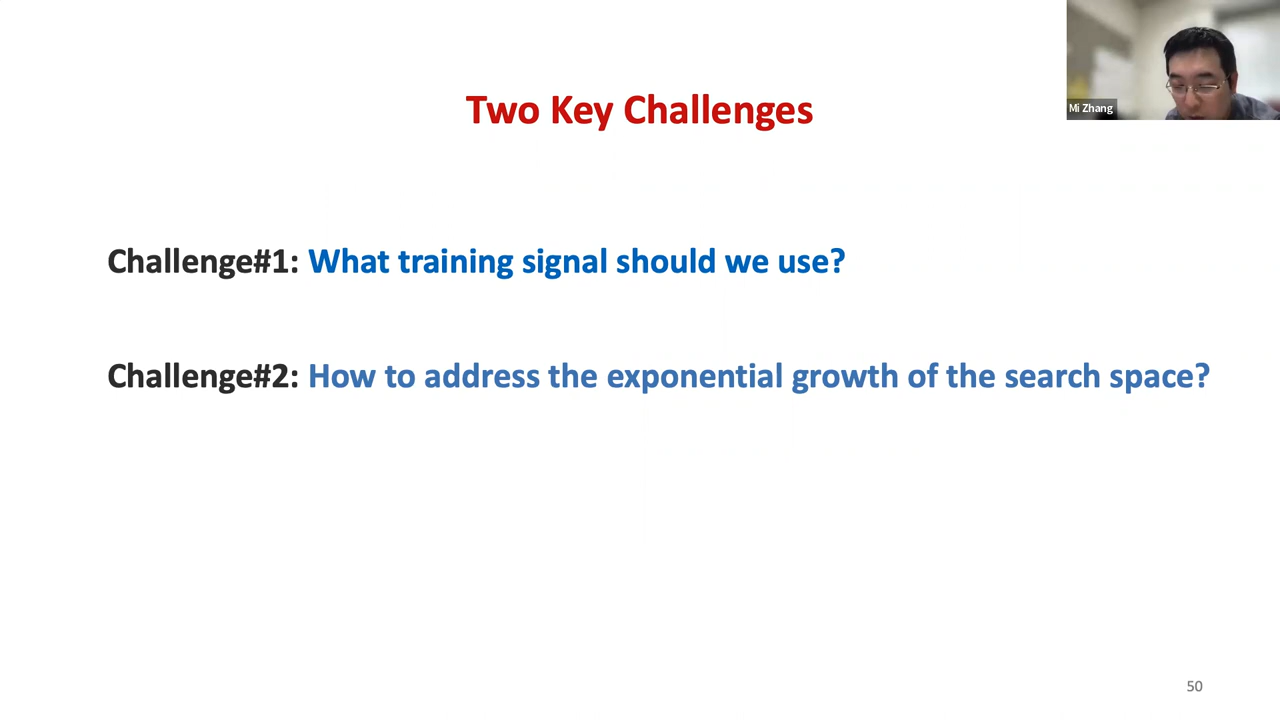 Two Key Challenges
Mi Zhang
Challenge#1: What training signal should we use?
Challenge#2: How to address the exponential growth of the search space?
50